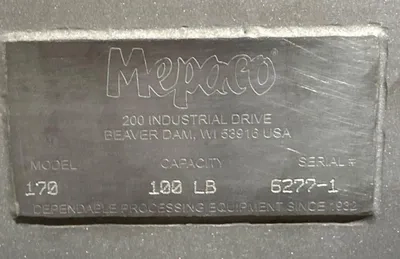 Mepaco®
200 INDUSTRIAL DRIVE
BEAVER DAM, WI 53916 USA
MODEL CAPACITY SERIAL #
170 100 LB 6277-1
DEPENDABLE PROCESSING EQUIPMENT SINCE 1932